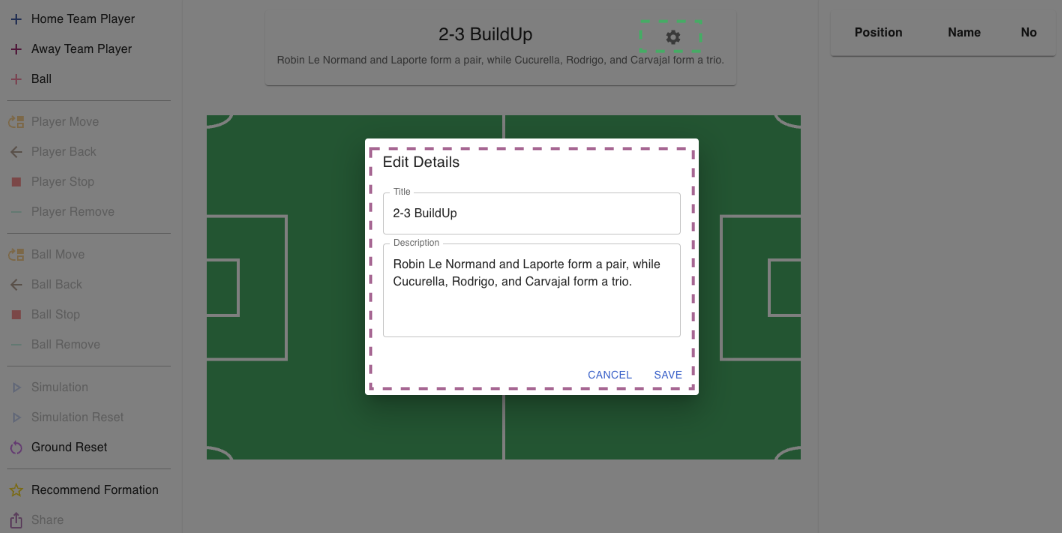 Home Team Player
Away Team Player
Ball
Player Move
Player Back
Player Stop
Player Remove
Ball Move
Ball Back
Ball Stop
Ball Remove
Simulation
Simulation Reset
Ground Reset
Recommend Formation
Share
2-3 BuildUp
Robin Le Normand and Laporte form a pair, while Cucurella, Rodrigo, and Carvajal form a trio.
Edit Details
Title
2-3 BuildUp
Description
Robin Le Normand and Laporte form a pair, while
Cucurella, Rodrigo, and Carvajal form a trio.
CANCEL SAVE
Position Name No